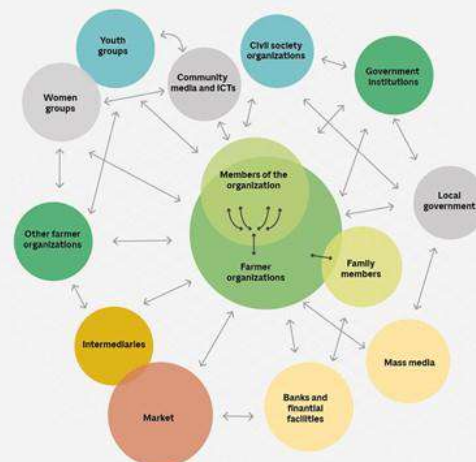 Youth
groups
Civil society
organizations
Community
media and ICTs
Government
institutions
Women
groups
Members of the
organization
Local
government
Other farmer
organizations
Farmer
organizations
Family
members
Intermediaries
Mass media
Market
Banks and
finantial
facilities